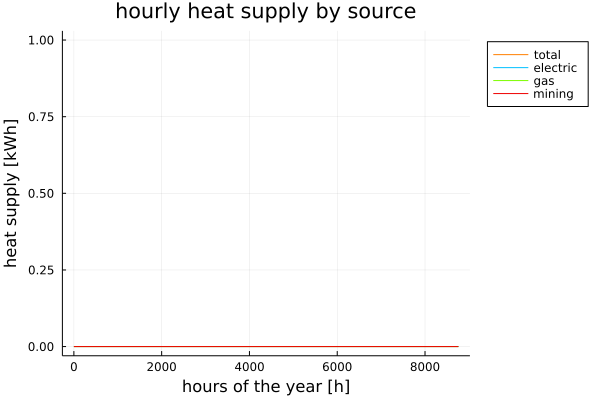 hourly heat supply by source
1.00
0.75
0.50
0.25
0.00
heat supply [kWh]
0 2000 4000 6000 8000
hours of the year [h]
total
electric
gas
mining